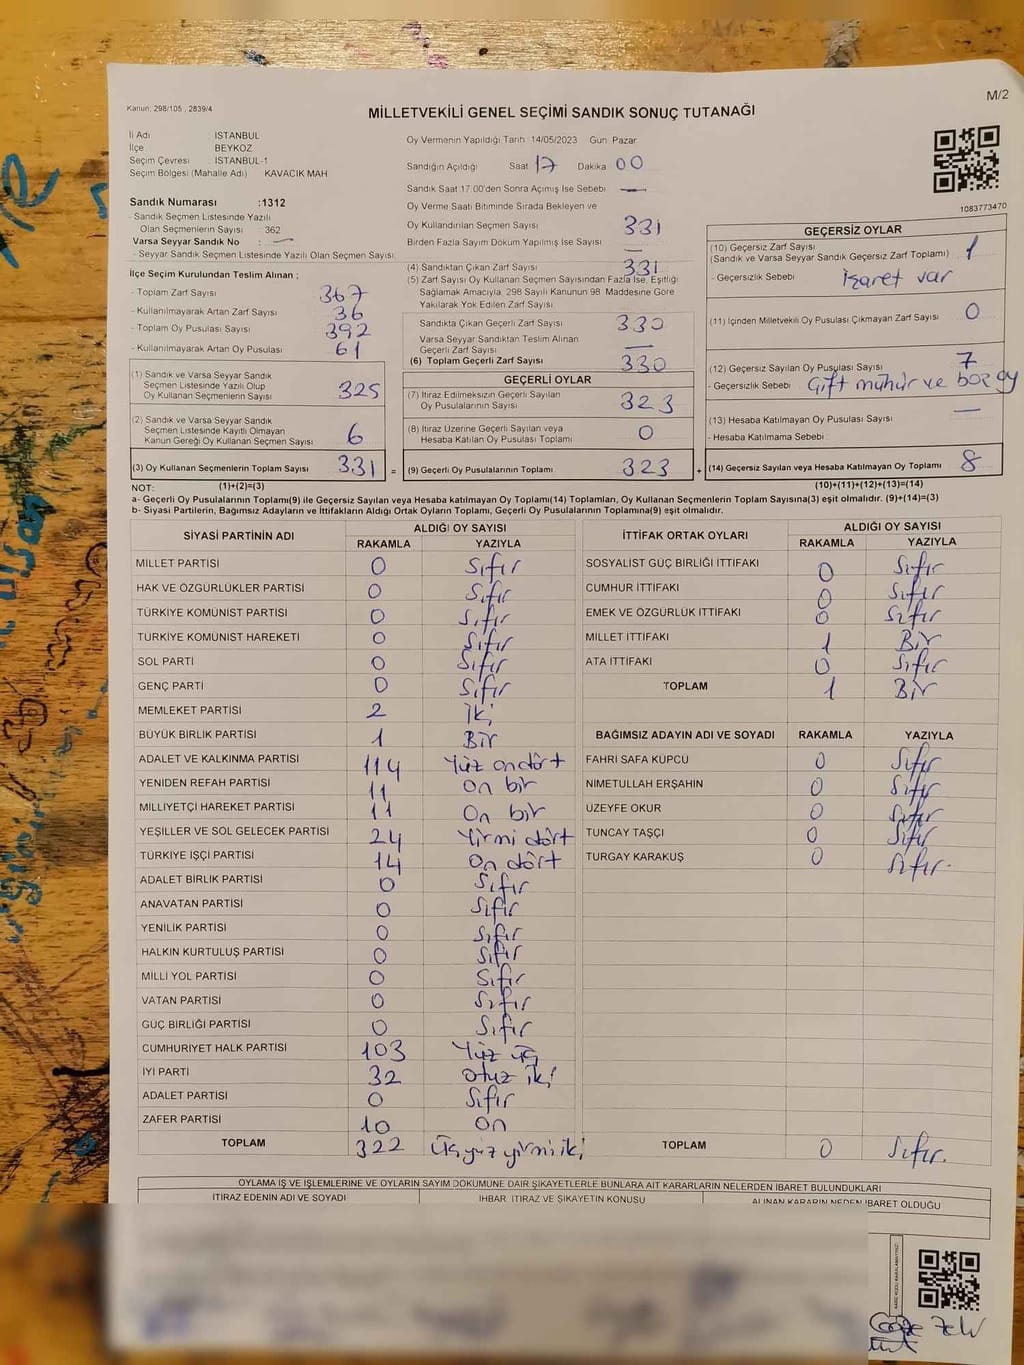 M/2
Kanun: 298/105 , 2839/4
MİLLETVEKİLİ GENEL SEÇİMİ SANDIK SONUÇ TUTANAĞI
İl Adı : İSTANBUL
İlçe : BEYKOZ
Seçim Çevresi : İSTANBUL-1
Seçim Bölgesi (Mahalle Adı) KAVACIK MAH
Sandık Numarası :1312
- Sandık Seçmen Listesinde Yazılı
Olan Seçmenlerin Sayısı : 362
Varsa Seyyar Sandık No : —
- Seyyar Sandık Seçmen Listesinde Yazılı Olan Seçmen Sayısı:
İlçe Seçim Kurulundan Teslim Alınan ;
- Toplam Zarf Sayısı 367
- Kullanılmayarak Artan Zarf Sayısı 36
- Toplam Oy Pusulası Sayısı 392
- Kullanılmayarak Artan Oy Pusulası 61
(1) Sandık ve Varsa Seyyar Sandık
Seçmen Listesinde Yazılı Olup
Oy Kullanan Seçmenlerin Sayısı 325
(2) Sandık ve Varsa Seyyar Sandık
Seçmen Listesinde Kayıtlı Olmayan
Kanun Gereği Oy Kullanan Seçmen Sayısı 6
(3) Oy Kullanan Seçmenlerin Toplam Sayısı 331 =
Oy Vermenin Yapıldığı Tarih : 14/05/2023 Gün: Pazar
Sandığın Açıldığı Saat 17 Dakika 00
Sandık Saat 17:00'den Sonra Açımış İse Sebebi —
Oy Verme Saati Bitiminde Sırada Bekleyen ve
Oy Kullandırılan Seçmen Sayısı 331
Birden Fazla Sayım Döküm Yapılmış İse Sayısı —
(4) Sandıktan Çıkan Zarf Sayısı 331
(5) Zarf Sayısı Oy Kullanan Seçmen Sayısından Fazla İse, Eşitliği
Sağlamak Amacıyla, 298 Sayılı Kanunun 98. Maddesine Göre
Yakılarak Yok Edilen Zarf Sayısı
Sandıkta Çıkan Geçerli Zarf Sayısı 330
Varsa Seyyar Sandıktan Teslim Alınan
Geçerli Zarf Sayısı —
(6) Toplam Geçerli Zarf Sayısı 330
GEÇERLİ OYLAR
(7) İtiraz Edilmeksizin Geçerli Sayılan
Oy Pusulalarının Sayısı 323
(8) İtiraz Üzerine Geçerli Sayılan veya
Hesaba Katılan Oy Pusulası Toplamı 0
(9) Geçerli Oy Pusulalarının Toplamı 323 +
1083773470
GEÇERSİZ OYLAR
(10) Geçersiz Zarf Sayısı
(Sandık ve Varsa Seyyar Sandık Geçersiz Zarf Toplamı) 1
- Geçersizlik Sebebi : işaret var
(11) İçinden Milletvekili Oy Pusulası Çıkmayan Zarf Sayısı 0
(12) Geçersiz Sayılan Oy Pusulası Sayısı 7
- Geçersizlik Sebebi : Çift mühür ve boş oy
(13) Hesaba Katılmayan Oy Pusulası Sayısı —
- Hesaba Katılmama Sebebi :
(14) Geçersiz Sayılan veya Hesaba Katılmayan Oy Toplamı 8
NOT: (1)+(2)=(3) (10)+(11)+(12)+(13)=(14)
a- Geçerli Oy Pusulalarının Toplamı(9) ile Geçersiz Sayılan veya Hesaba katılmayan Oy Toplamı(14) Toplamları, Oy Kullanan Seçmenlerin Toplam Sayısına(3) eşit olmalıdır. (9)+(14)=(3)
b- Siyasi Partilerin, Bağımsız Adayların ve İttifakların Aldığı Ortak Oyların Toplamı, Geçerli Oy Pusulalarının Toplamına(9) eşit olmalıdır.
SİYASİ PARTİNİN ADI ALDIĞI OY SAYISI
RAKAMLA YAZIYLA
MİLLET PARTİSİ 0 Sıfır
HAK VE ÖZGÜRLÜKLER PARTİSİ 0 Sıfır
TÜRKİYE KOMÜNİST PARTİSİ 0 Sıfır
TÜRKİYE KOMÜNİST HAREKETİ 0 Sıfır
SOL PARTİ 0 Sıfır
GENÇ PARTİ 0 Sıfır
MEMLEKET PARTİSİ 2 İki
BÜYÜK BİRLİK PARTİSİ 1 Bir
ADALET VE KALKINMA PARTİSİ 114 Yüz ondört
YENİDEN REFAH PARTİSİ 11 On bir
MİLLİYETÇİ HAREKET PARTİSİ 11 On bir
YEŞİLLER VE SOL GELECEK PARTİSİ 24 Yirmi dört
TÜRKİYE İŞÇİ PARTİSİ 14 On dört
ADALET BİRLİK PARTİSİ 0 Sıfır
ANAVATAN PARTİSİ 0 Sıfır
YENİLİK PARTİSİ 0 Sıfır
HALKIN KURTULUŞ PARTİSİ 0 Sıfır
MİLLİ YOL PARTİSİ 0 Sıfır
VATAN PARTİSİ 0 Sıfır
GÜÇ BİRLİĞİ PARTİSİ 0 Sıfır
CUMHURİYET HALK PARTİSİ 103 Yüz üç
İYİ PARTİ 32 otuz iki
ADALET PARTİSİ 0 Sıfır
ZAFER PARTİSİ 10 On
TOPLAM 322 Üçyüz yirmi iki
İTTİFAK ORTAK OYLARI ALDIĞI OY SAYISI
RAKAMLA YAZIYLA
SOSYALİST GÜÇ BİRLİĞİ İTTİFAKI 0 Sıfır
CUMHUR İTTİFAKI 0 Sıfır
EMEK VE ÖZGÜRLÜK İTTİFAKI 0 Sıfır
MİLLET İTTİFAKI 1 Bir
ATA İTTİFAKI 0 Sıfır
TOPLAM 1 Bir
BAĞIMSIZ ADAYIN ADI VE SOYADI RAKAMLA YAZIYLA
FAHRİ SAFA KÜPCÜ 0 Sıfır
NİMETULLAH ERŞAHİN 0 Sıfır
ÜZEYFE OKUR 0 Sıfır
TUNCAY TAŞÇI 0 Sıfır
TURGAY KARAKUŞ 0 Sıfır.
TOPLAM 0 Sıfır.
OYLAMA İŞ VE İŞLEMLERİNE VE OYLARIN SAYIM DÖKÜMÜNE DAİR ŞİKAYETLERLE BUNLARA AİT KARARLARIN NELERDEN İBARET BULUNDUKLARI
İTİRAZ EDENİN ADI VE SOYADI İHBAR, İTİRAZ VE ŞİKAYETİN KONUSU ALINAN KARARIN NEDEN İBARET OLDUĞU